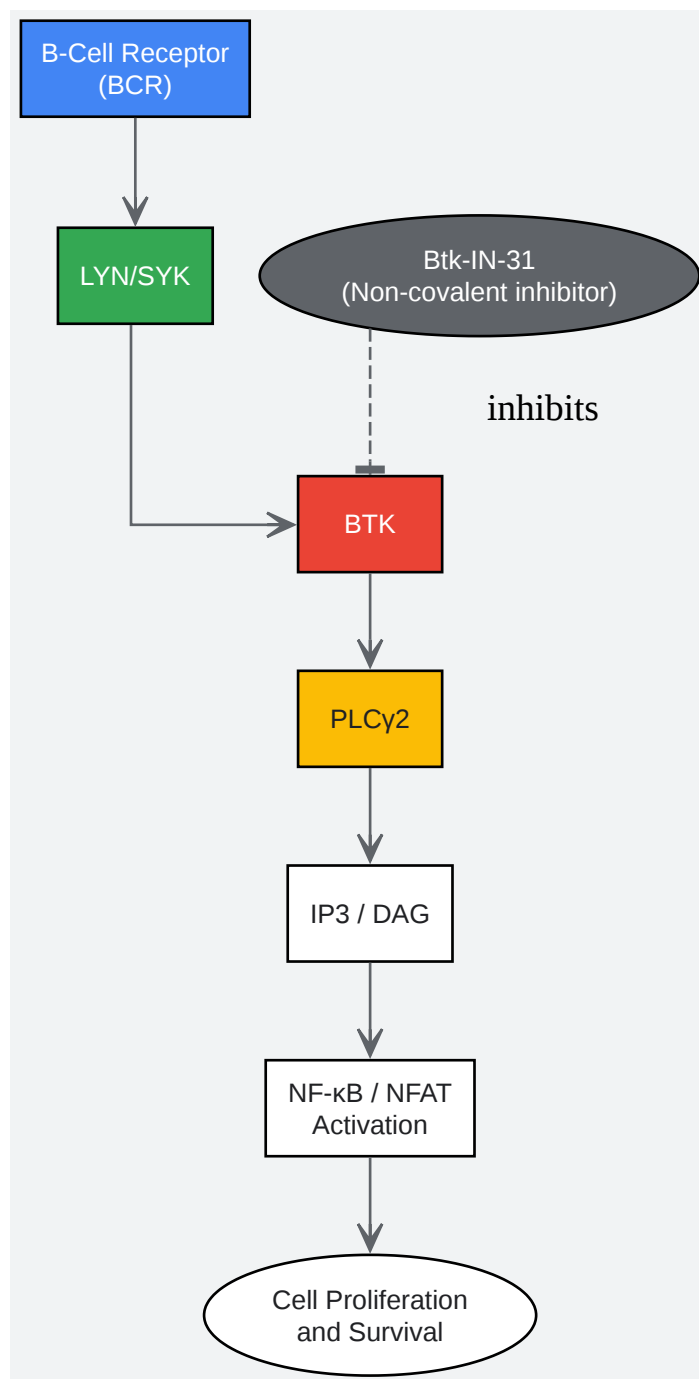 B-Cell Receptor
(BCR)
LYN/SYK
Btk-IN-31
(Non-covalent inhibitor)
inhibits
BTK
PLCγ2
IP3 / DAG
NF-κB / NFAT
Activation
Cell Proliferation
and Survival